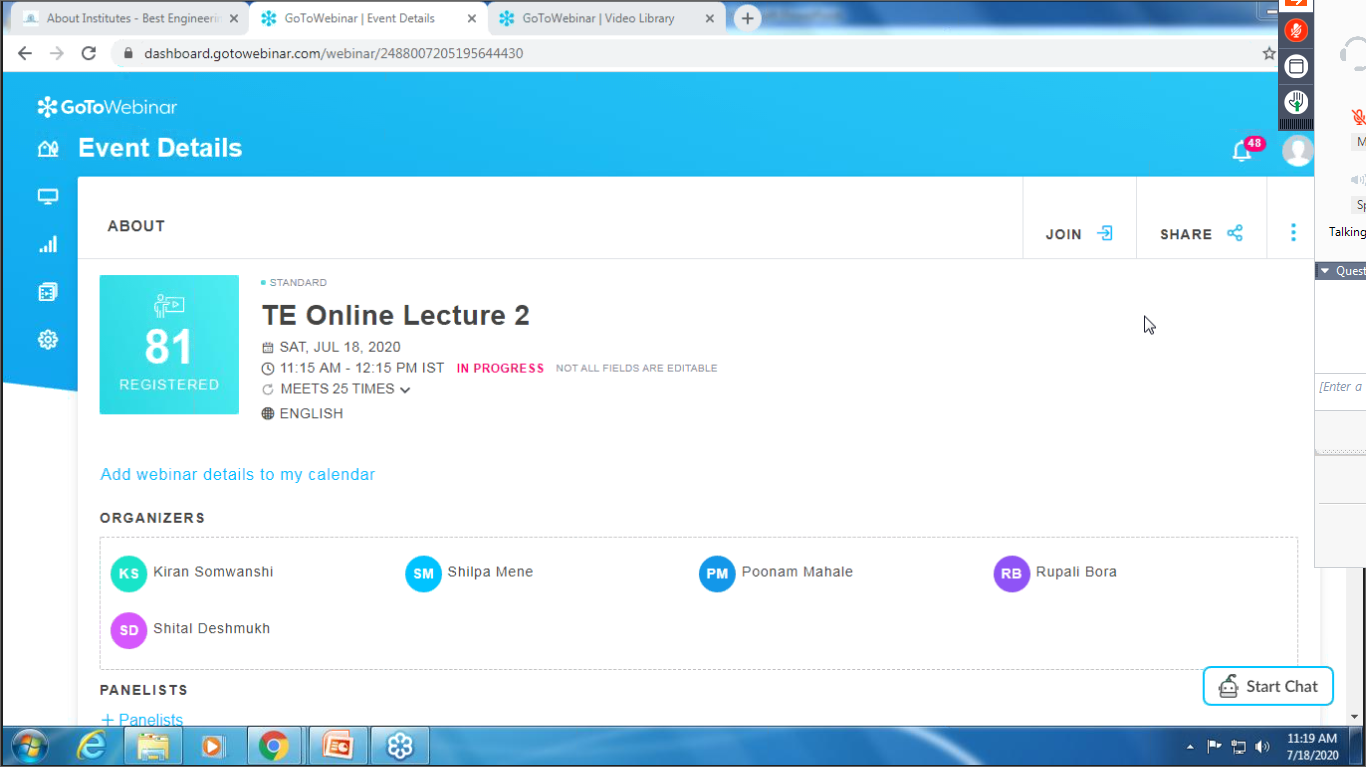 About Institutes - Best Engineerin
GoToWebinar | Event Details
GoToWebinar | Video Library
dashboard.gotowebinar.com/webinar/2488007205195644430
GoToWebinar
Event Details
48
ABOUT
JOIN
SHARE
Talking
Quest
[Enter a
81
REGISTERED
STANDARD
TE Online Lecture 2
SAT, JUL 18, 2020
11:15 AM - 12:15 PM IST IN PROGRESS NOT ALL FIELDS ARE EDITABLE
MEETS 25 TIMES
ENGLISH
Add webinar details to my calendar
ORGANIZERS
KS Kiran Somwanshi
SM Shilpa Mene
PM Poonam Mahale
RB Rupali Bora
SD Shital Deshmukh
PANELISTS
+ Panelists
Start Chat
11:19 AM
7/18/2020